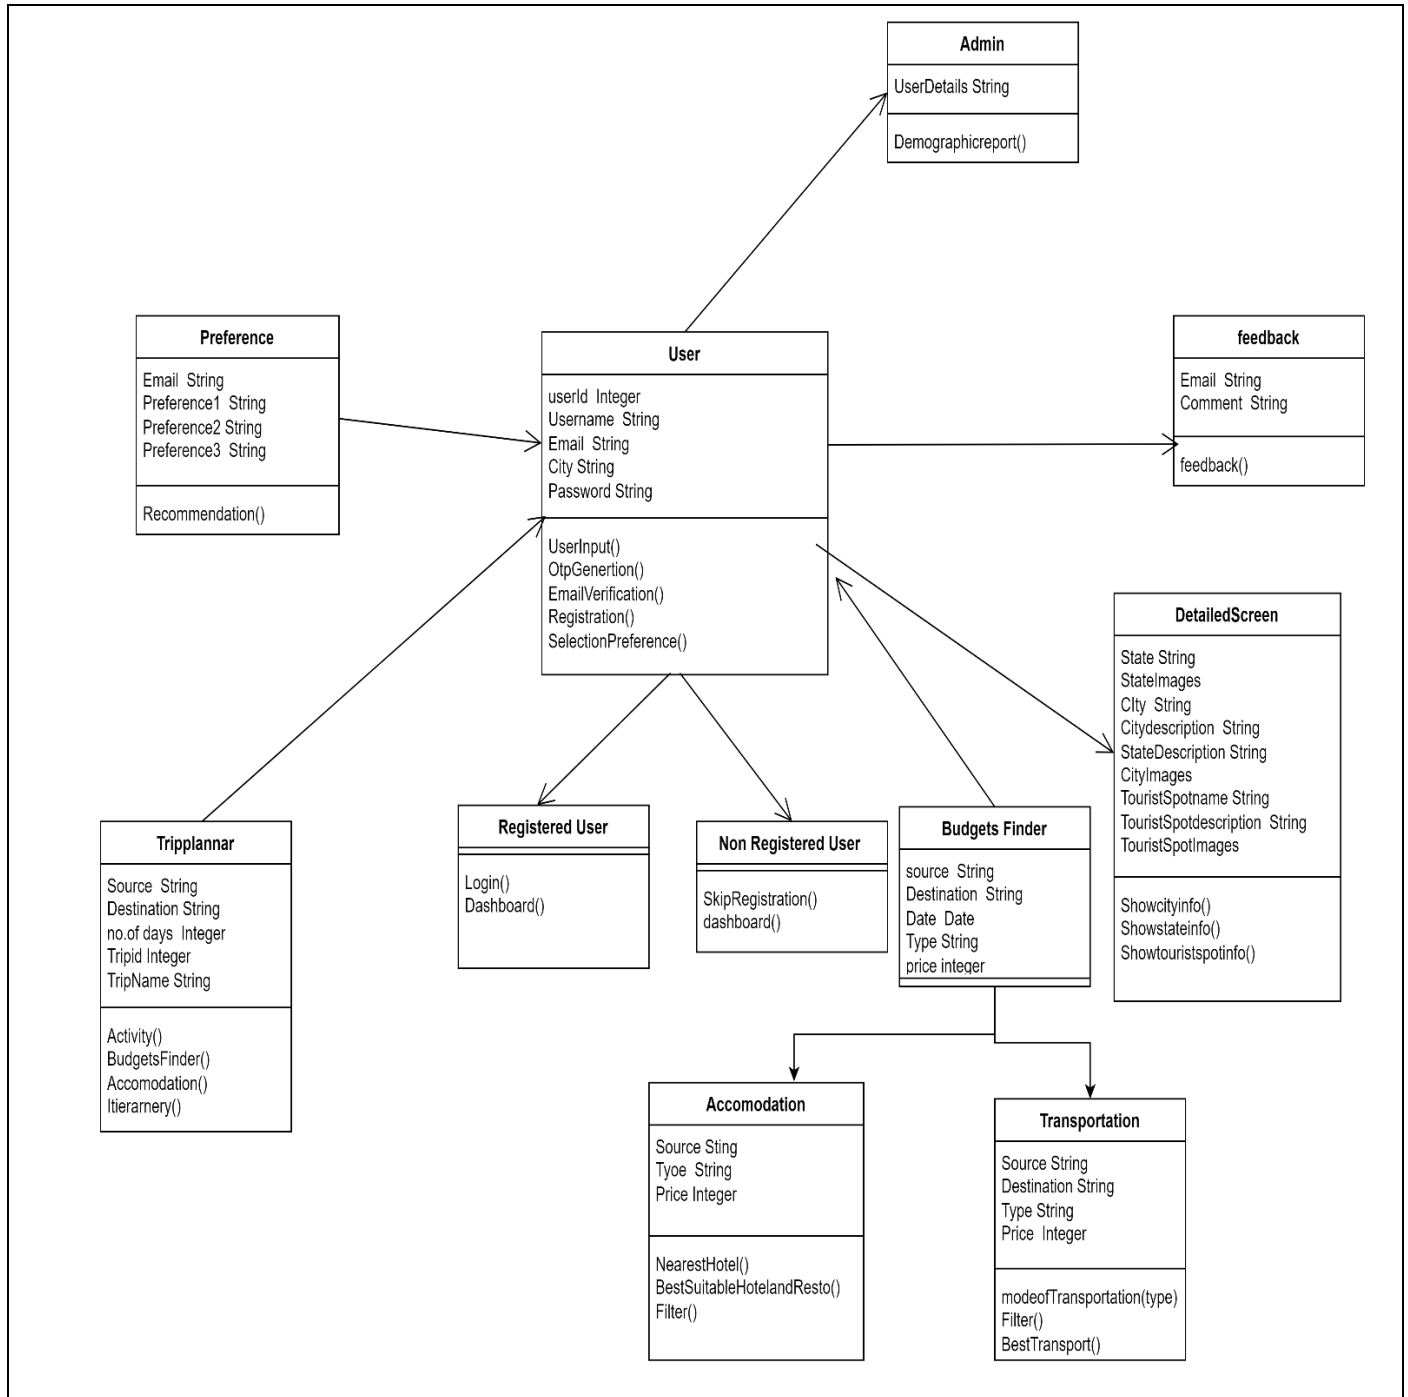 Admin
UserDetails String
Demographicreport()
Preference
Email  String
Preference1  String
Preference2 String
Preference3  String
Recommendation()
User
userId  Integer
Username  String
Email  String
City String
Password String
UserInput()
OtpGenertion()
EmailVerification()
Registration()
SelectionPreference()
feedback
Email  String
Comment  String
feedback()
DetailedScreen
State String
StateImages
CIty  String
Citydescription  String
StateDescription String
CityImages
TouristSpotname String
TouristSpotdescription  String
TouristSpotImages
Showcityinfo()
Showstateinfo()
Showtouristspotinfo()
Tripplannar
Source  String
Destination String
no.of days  Integer
Tripid Integer
TripName String
Activity()
BudgetsFinder()
Accomodation()
Itierarnery()
Registered User
Login()
Dashboard()
Non Registered User
SkipRegistration()
dashboard()
Budgets Finder
source  String
Destination  String
Date  Date
Type String
price integer
Accomodation
Source Sting
Tyoe  String
Price Integer
NearestHotel()
BestSuitableHotelandResto()
Filter()
Transportation
Source String
Destination String
Type String
Price  Integer
modeofTransportation(type)
Filter()
BestTransport()